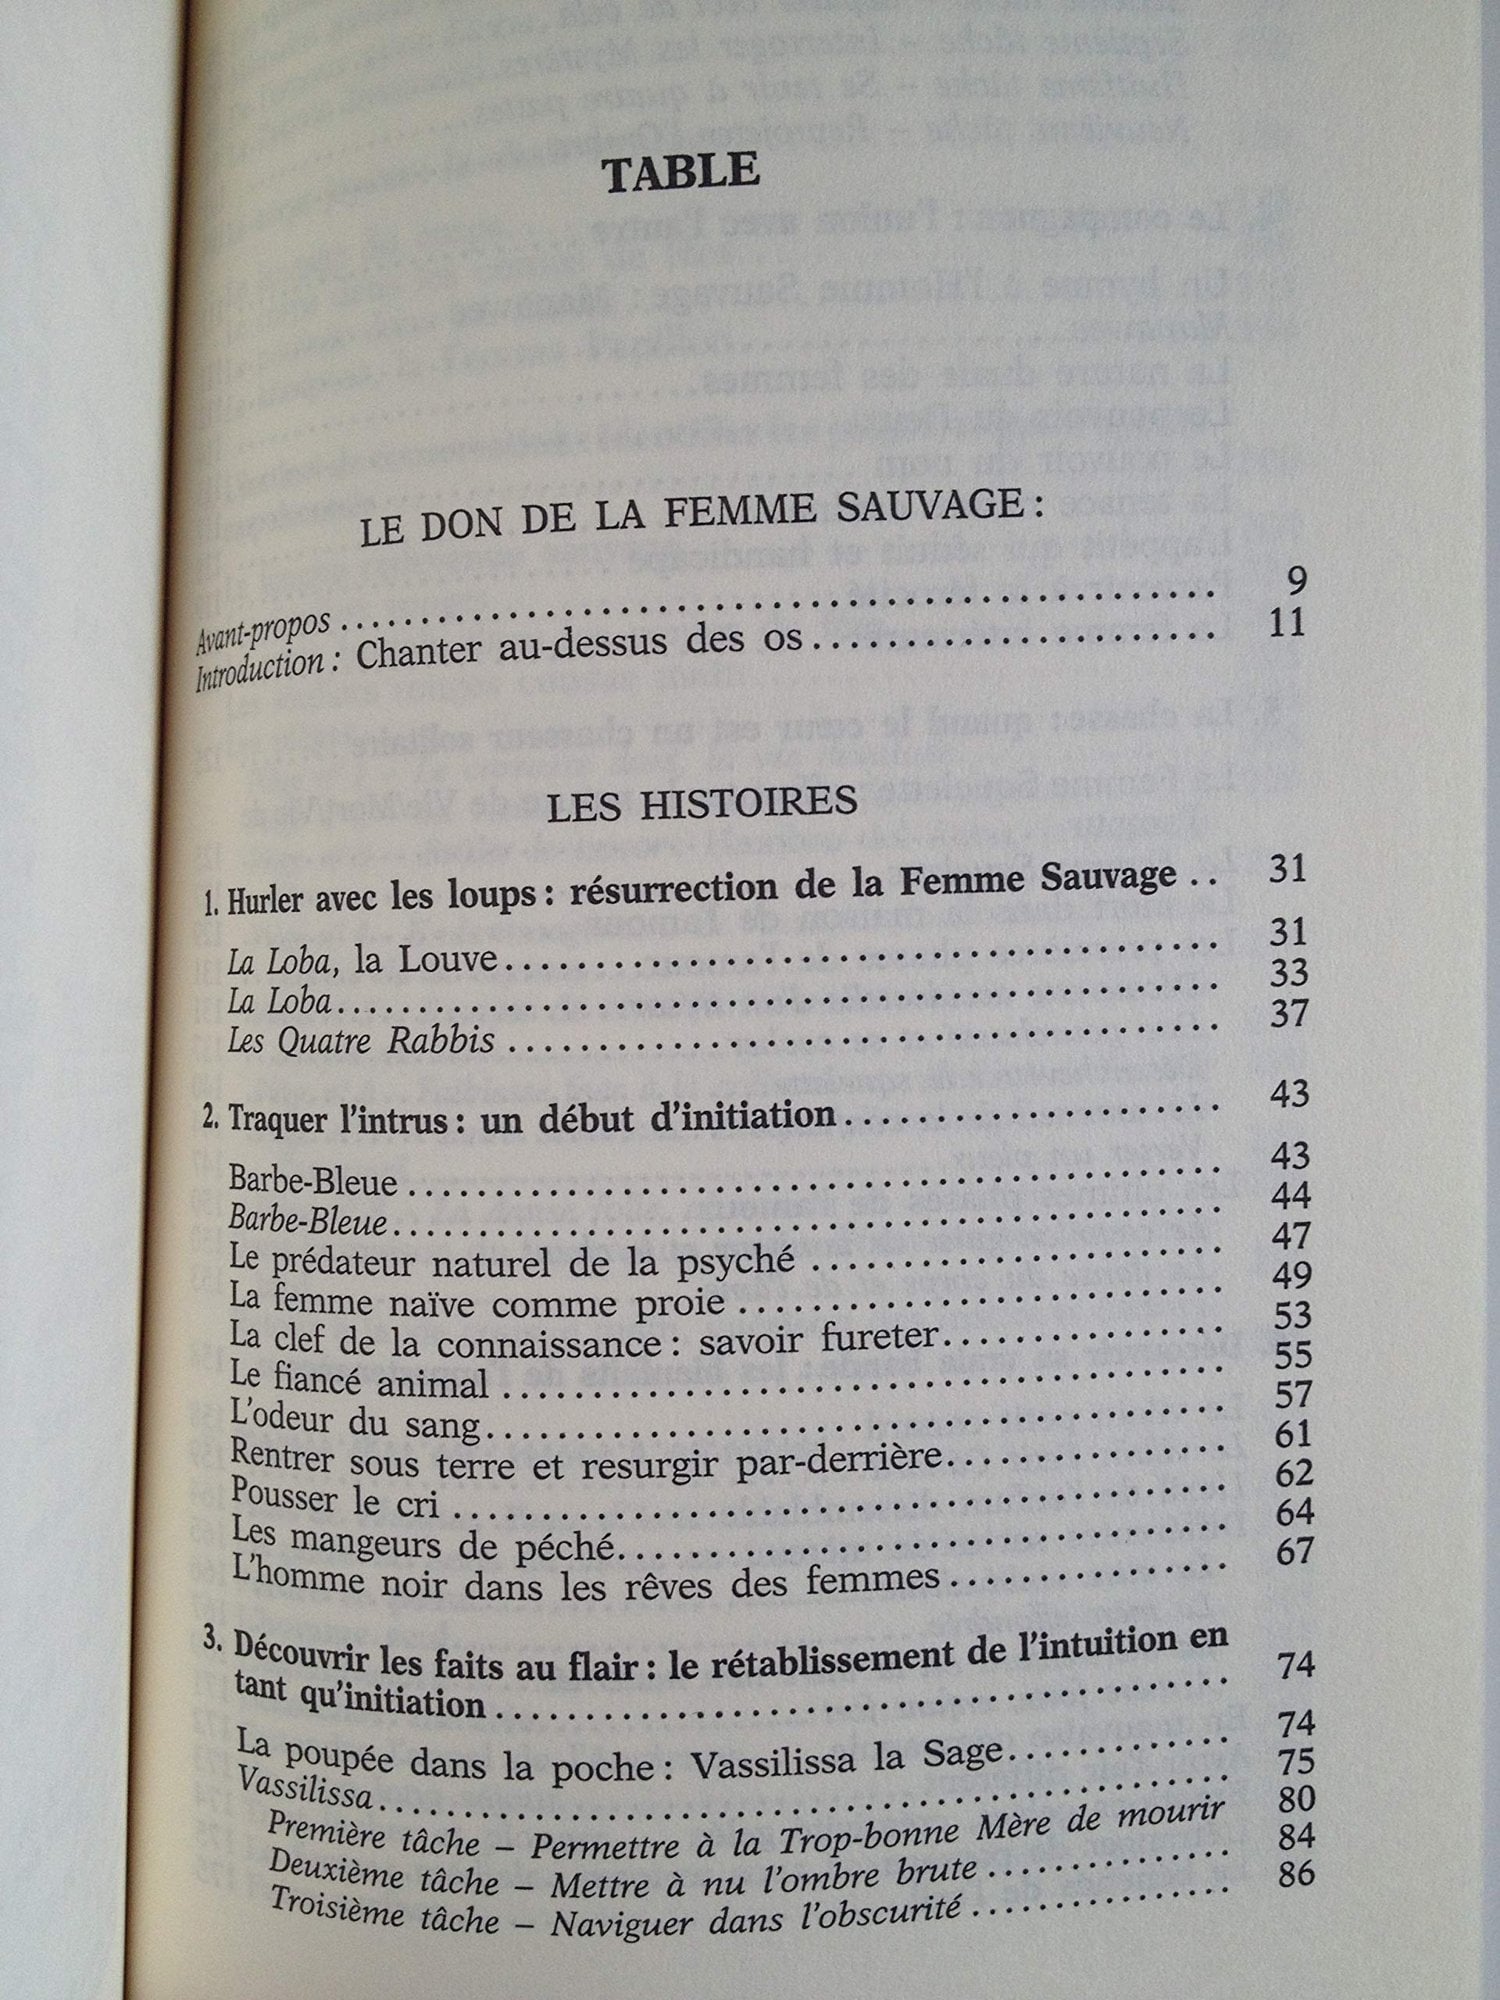 TABLE
LE DON DE LA FEMME SAUVAGE :
Avant-propos ........ 9
Introduction : Chanter au-dessus des os ........ 11
LES HISTOIRES
1. Hurler avec les loups : résurrection de la Femme Sauvage .. 31
La Loba, la Louve ........ 31
La Loba ........ 33
Les Quatre Rabbis ........ 37
2. Traquer l'intrus : un début d'initiation ........ 43
Barbe-Bleue ........ 43
Barbe-Bleue ........ 44
Le prédateur naturel de la psyché ........ 47
La femme naïve comme proie ........ 49
La clef de la connaissance : savoir fureter ........ 53
Le fiancé animal ........ 55
L'odeur du sang ........ 57
Rentrer sous terre et resurgir par-derrière ........ 61
Pousser le cri ........ 62
Les mangeurs de péché ........ 64
L'homme noir dans les rêves des femmes ........ 67
3. Découvrir les faits au flair : le rétablissement de l'intuition en
tant qu'initiation ........ 74
La poupée dans la poche : Vassilissa la Sage ........ 74
Vassilissa ........ 75
Première tâche – Permettre à la Trop-bonne Mère de mourir 80
Deuxième tâche – Mettre à nu l'ombre brute ........ 84
Troisième tâche – Naviguer dans l'obscurité ........ 86